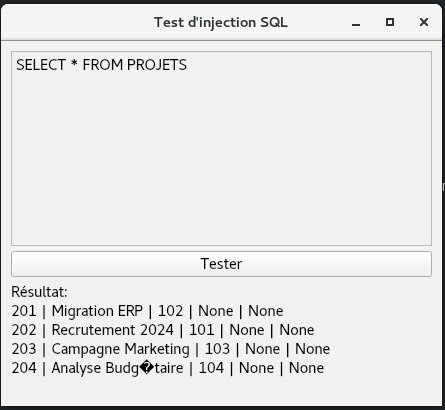 Test d'injection SQL
SELECT * FROM PROJETS
Tester
Résultat:
201 | Migration ERP | 102 | None | None
202 | Recrutement 2024 | 101 | None | None
203 | Campagne Marketing | 103 | None | None
204 | Analyse Budg�taire | 104 | None | None